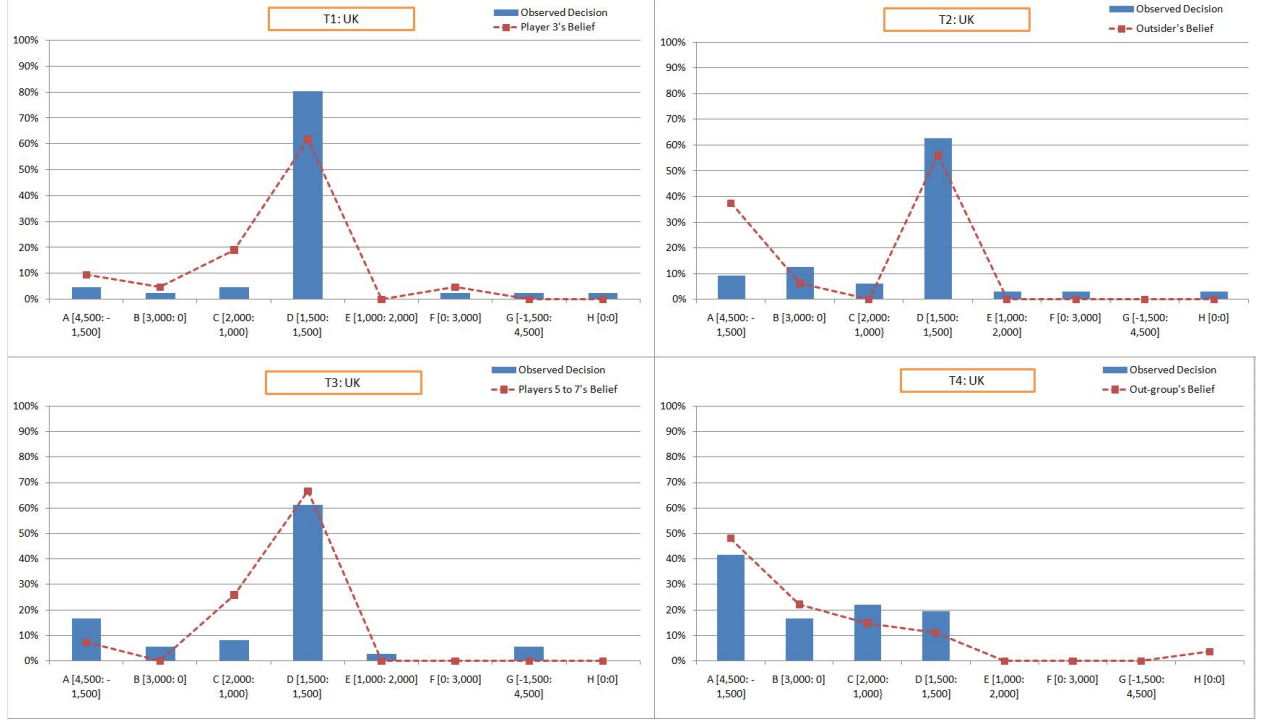 T1: UK
Observed Decision
Player 3's Belief
100%
90%
80%
70%
60%
50%
40%
30%
20%
10%
0%
A [4,500: -
1,500]
B [3,000: 0]
C [2,000:
1,000}
D [1,500:
1,500]
E [1,000: 2,000]
F [0: 3,000]
G [-1,500:
4,500]
H [0:0]
T2: UK
Observed Decision
Outsider's Belief
100%
90%
80%
70%
60%
50%
40%
30%
20%
10%
0%
A [4,500: -
1,500]
B [3,000: 0]
C [2,000:
1,000}
D [1,500:
1,500]
E [1,000:
2,000]
F [0: 3,000]
G [-1,500:
4,500]
H [0:0]
T3: UK
Observed Decision
Players 5 to 7's Belief
100%
90%
80%
70%
60%
50%
40%
30%
20%
10%
0%
A [4,500: -
1,500]
B [3,000: 0]
C [2,000:
1,000}
D [1,500:
1,500]
E [1,000: 2,000]
F [0: 3,000]
G [-1,500:
4,500]
H [0:0]
T4: UK
Observed Decision
Out-group's Belief
100%
90%
80%
70%
60%
50%
40%
30%
20%
10%
0%
A [4,500: -
1,500]
B [3,000: 0]
C [2,000:
1,000}
D [1,500:
1,500]
E [1,000:
2,000]
F [0: 3,000]
G [-1,500:
4,500]
H [0:0]